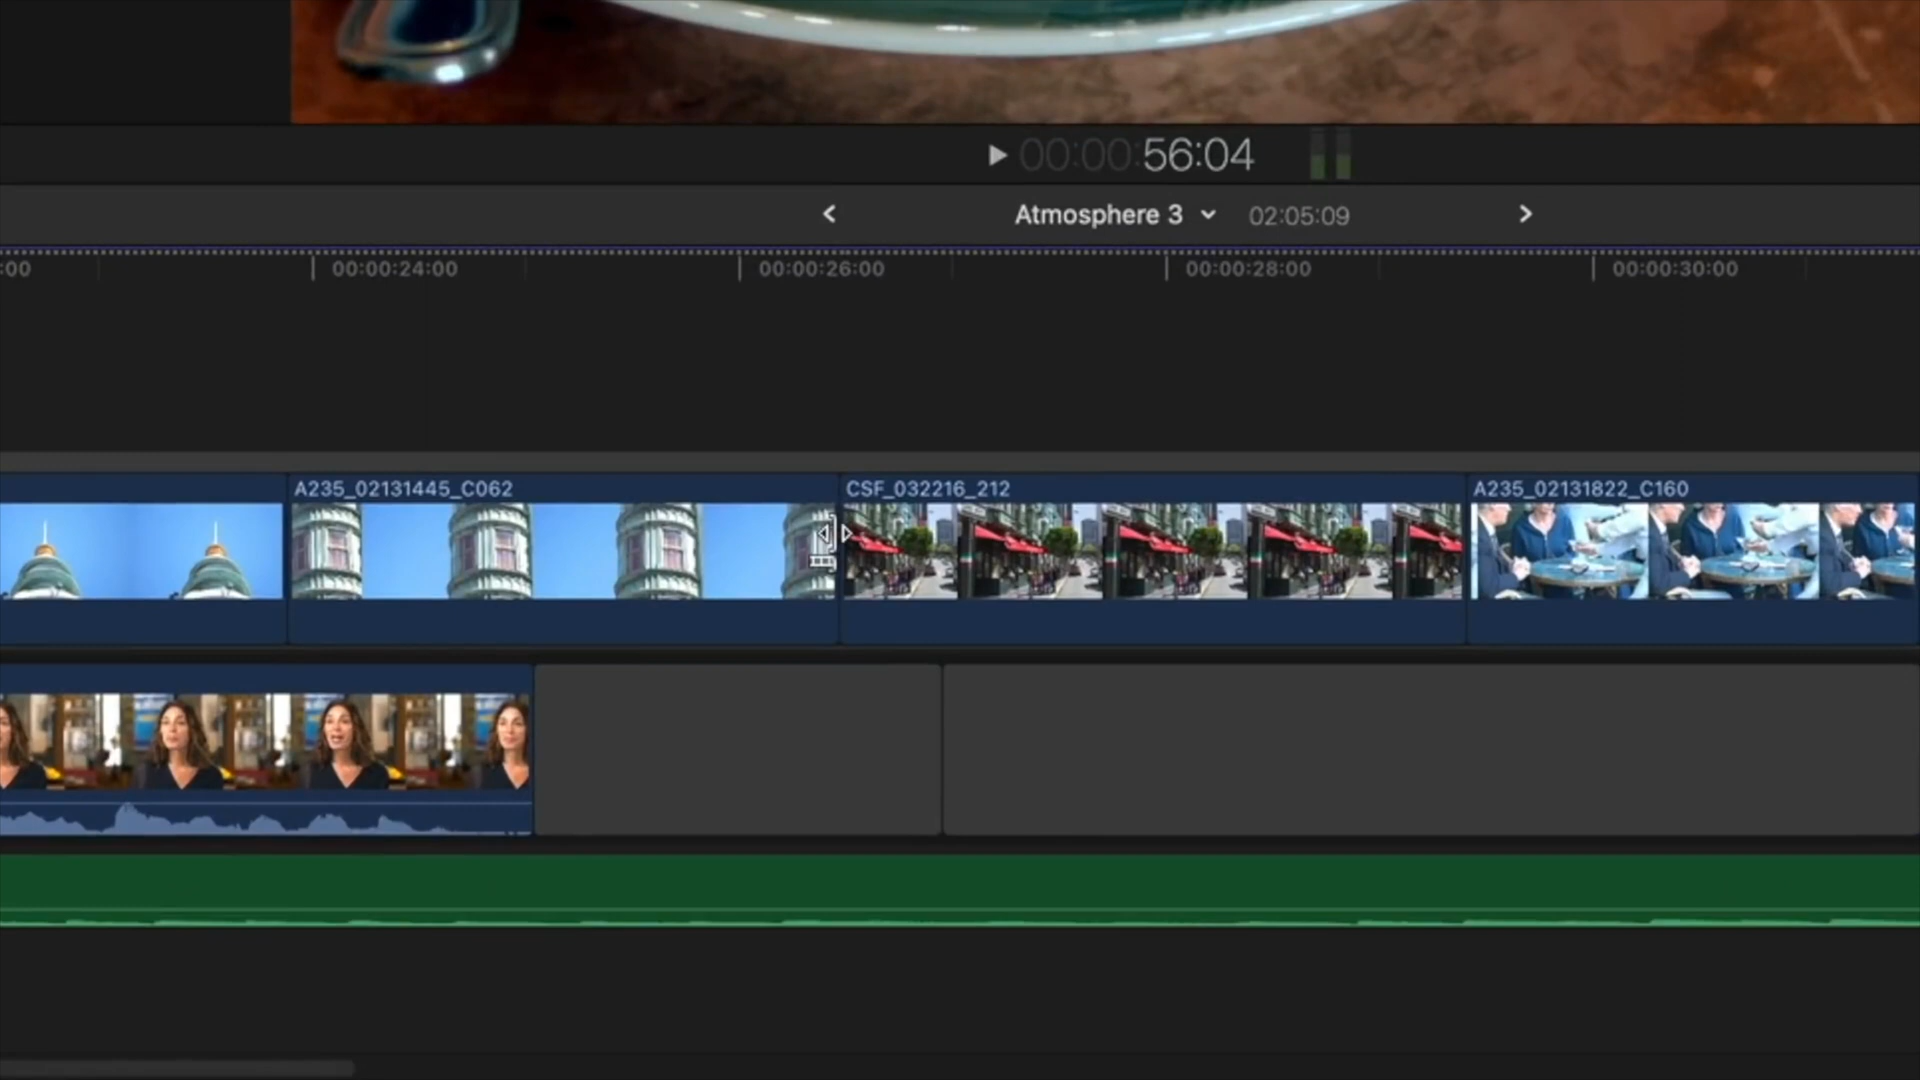 00:00:56:04
Atmosphere 3 02:05:09
:00 00:00:24:00 00:00:26:00 00:00:28:00 00:00:30:00
A235_02131445_C062 CSF_032216_212 A235_02131822_C160